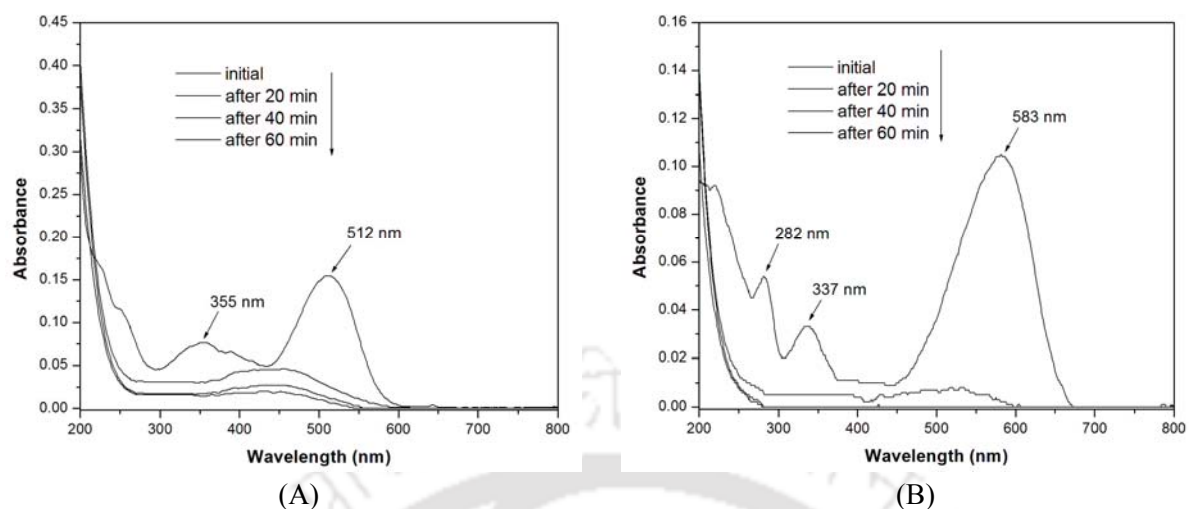 0.45
0.40
0.35
0.30
0.25
0.20
0.15
0.10
0.05
0.00
200 300 400 500 600 700 800
Absorbance
Wavelength (nm)
initial
after 20 min
after 40 min
after 60 min
355 nm
512 nm
(A)
0.16
0.14
0.12
0.10
0.08
0.06
0.04
0.02
0.00
200 300 400 500 600 700 800
Absorbance
Wavelength (nm)
initial
after 20 min
after 40 min
after 60 min
282 nm
337 nm
583 nm
(B)